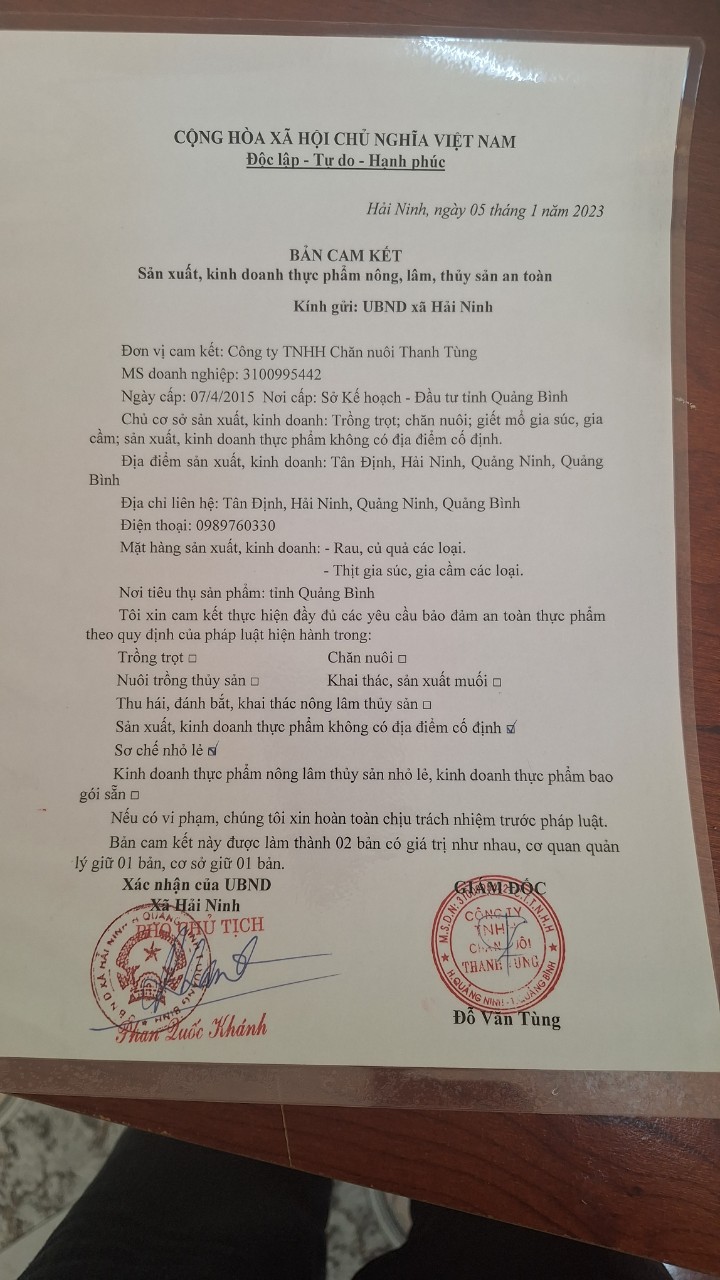 CỘNG HÒA XÃ HỘI CHỦ NGHĨA VIỆT NAM
Độc lập - Tự do - Hạnh phúc
Hải Ninh, ngày 05 tháng 1 năm 2023
BẢN CAM KẾT
Sản xuất, kinh doanh thực phẩm nông, lâm, thủy sản an toàn
Kính gửi: UBND xã Hải Ninh
Đơn vị cam kết: Công ty TNHH Chăn nuôi Thanh Tùng
MS doanh nghiệp: 3100995442
Ngày cấp: 07/4/2015 Nơi cấp: Sở Kế hoạch - Đầu tư tỉnh Quảng Bình
Chủ cơ sở sản xuất, kinh doanh: Trồng trọt; chăn nuôi; giết mổ gia súc, gia
cầm; sản xuất, kinh doanh thực phẩm không có địa điểm cố định.
Địa điểm sản xuất, kinh doanh: Tân Định, Hải Ninh, Quảng Ninh, Quảng
Bình
Địa chỉ liên hệ: Tân Định, Hải Ninh, Quảng Ninh, Quảng Bình
Điện thoại: 0989760330
Mặt hàng sản xuất, kinh doanh: - Rau, củ quả các loại.
- Thịt gia súc, gia cầm các loại.
Nơi tiêu thụ sản phẩm: tỉnh Quảng Bình
Tôi xin cam kết thực hiện đầy đủ các yêu cầu bảo đảm an toàn thực phẩm
theo quy định của pháp luật hiện hành trong:
Trồng trọt □ Chăn nuôi □
Nuôi trồng thủy sản □ Khai thác, sản xuất muối □
Thu hái, đánh bắt, khai thác nông lâm thủy sản □
Sản xuất, kinh doanh thực phẩm không có địa điểm cố định ☑
Sơ chế nhỏ lẻ ☑
Kinh doanh thực phẩm nông lâm thủy sản nhỏ lẻ, kinh doanh thực phẩm bao
gói sẵn □
Nếu có vi phạm, chúng tôi xin hoàn toàn chịu trách nhiệm trước pháp luật.
Bản cam kết này được làm thành 02 bản có giá trị như nhau, cơ quan quản
lý giữ 01 bản, cơ sở giữ 01 bản.
Xác nhận của UBND GIÁM ĐỐC
Xã Hải Ninh
PHÓ CHỦ TỊCH
CÔNG TY
TNHH
CHĂN NUÔI
THANH TÙNG
H.QUẢNG NINH - T.QUẢNG BÌNH
Phan Quốc Khánh
Đỗ Văn Tùng